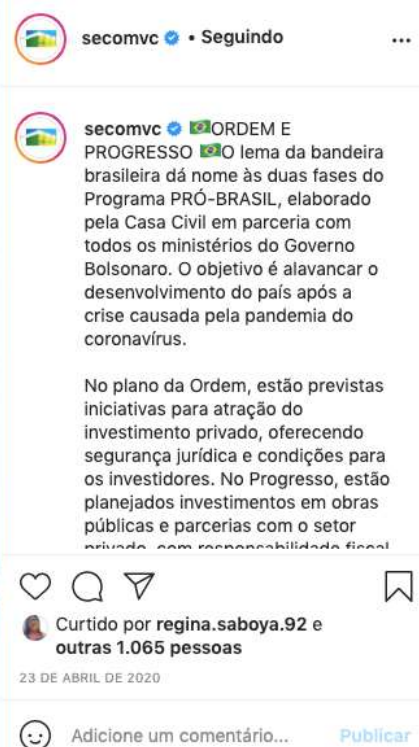 secomvc • Seguindo
secomvc 🇧🇷ORDEM E
PROGRESSO 🇧🇷O lema da bandeira
brasileira dá nome às duas fases do
Programa PRÓ-BRASIL, elaborado
pela Casa Civil em parceria com
todos os ministérios do Governo
Bolsonaro. O objetivo é alavancar o
desenvolvimento do país após a
crise causada pela pandemia do
coronavírus.
No plano da Ordem, estão previstas
iniciativas para atração do
investimento privado, oferecendo
segurança jurídica e condições para
os investidores. No Progresso, estão
planejados investimentos em obras
públicas e parcerias com o setor
privado, com responsabilidade fiscal
Curtido por regina.saboya.92 e
outras 1.065 pessoas
23 DE ABRIL DE 2020
Adicione um comentário... Publicar